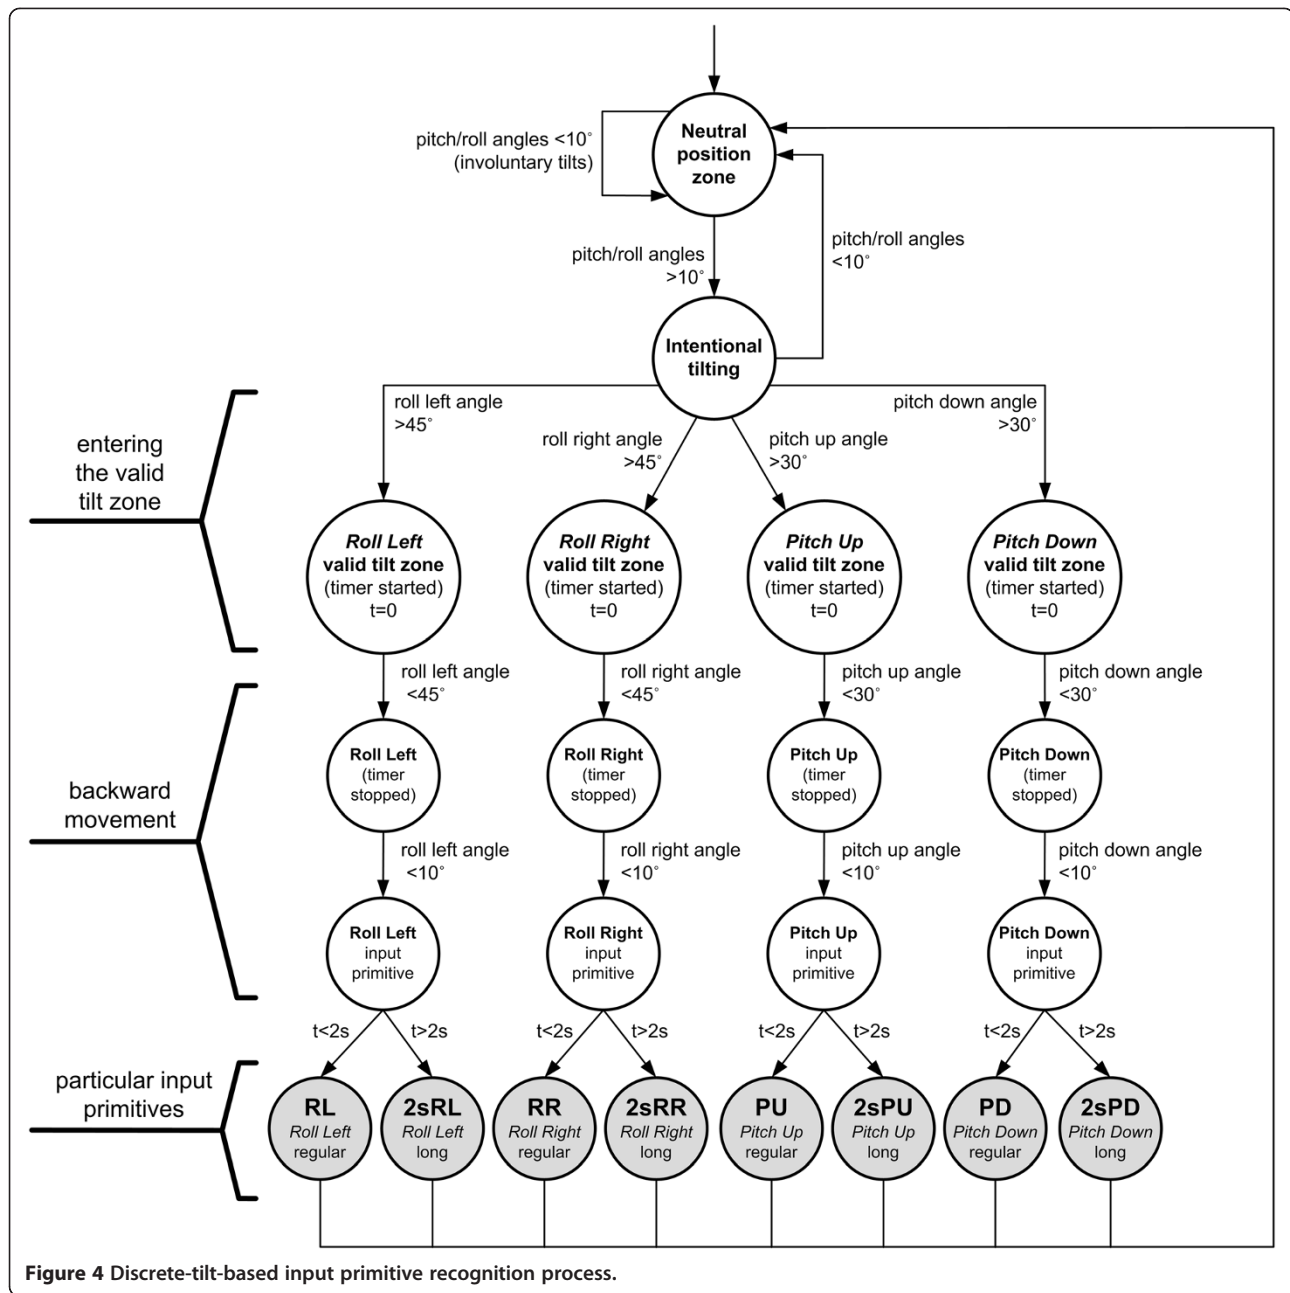 Neutral
position
zone
pitch/roll angles <10˚
(involuntary tilts)
pitch/roll angles
>10˚
pitch/roll angles
<10˚
Intentional
tilting
entering
the valid
tilt zone
roll left angle
>45˚
roll right angle
>45˚
pitch up angle
>30˚
pitch down angle
>30˚
Roll Left
valid tilt zone
(timer started)
t=0
Roll Right
valid tilt zone
(timer started)
t=0
Pitch Up
valid tilt zone
(timer started)
t=0
Pitch Down
valid tilt zone
(timer started)
t=0
backward
movement
roll left angle
<45˚
roll right angle
<45˚
pitch up angle
<30˚
pitch down angle
<30˚
Roll Left
(timer
stopped)
Roll Right
(timer
stopped)
Pitch Up
(timer
stopped)
Pitch Down
(timer
stopped)
roll left angle
<10˚
roll right angle
<10˚
pitch up angle
<10˚
pitch down angle
<10˚
Roll Left
input
primitive
Roll Right
input
primitive
Pitch Up
input
primitive
Pitch Down
input
primitive
t<2s
t>2s
t<2s
t>2s
t<2s
t>2s
t<2s
t>2s
particular input
primitives
RL
Roll Left
regular
2sRL
Roll Left
long
RR
Roll Right
regular
2sRR
Roll Right
long
PU
Pitch Up
regular
2sPU
Pitch Up
long
PD
Pitch Down
regular
2sPD
Pitch Down
long
Figure 4 Discrete-tilt-based input primitive recognition process.